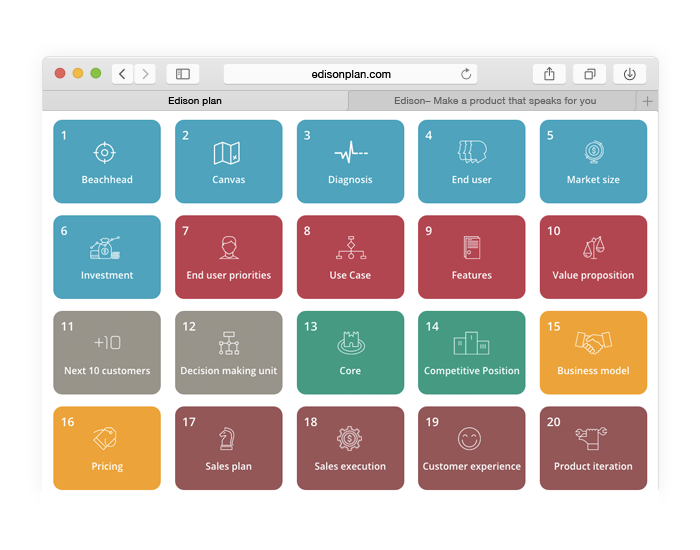 edisonplan.com
Edison plan
Edison– Make a product that speaks for you
1
Beachhead
2
Canvas
3
Diagnosis
4
End user
5
Market size
6
Investment
7
End user priorities
8
Use Case
9
Features
10
Value proposition
11
+10
Next 10 customers
12
Decision making unit
13
Core
14
Competitive Position
15
Business model
16
Pricing
17
Sales plan
18
Sales execution
19
Customer experience
20
Product iteration